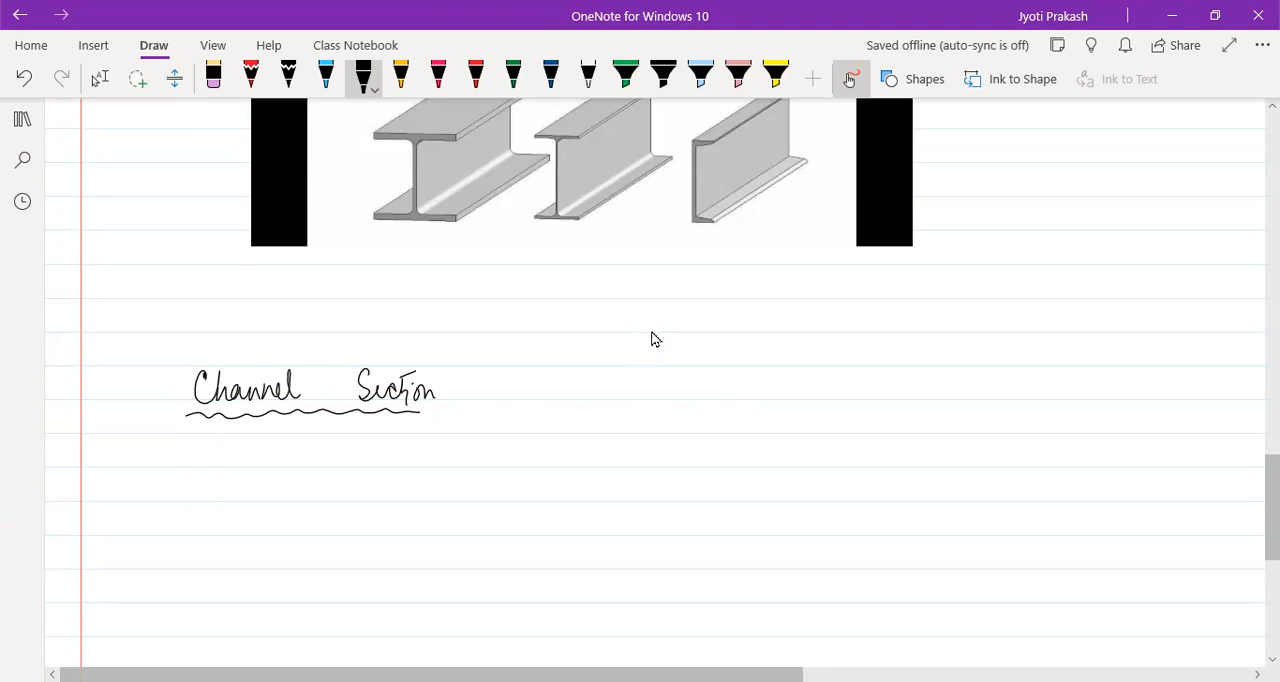 OneNote for Windows 10
Jyoti Prakash
Home Insert Draw View Help Class Notebook
Saved offline (auto-sync is off) Share
Shapes Ink to Shape Ink to Text
Channel Section